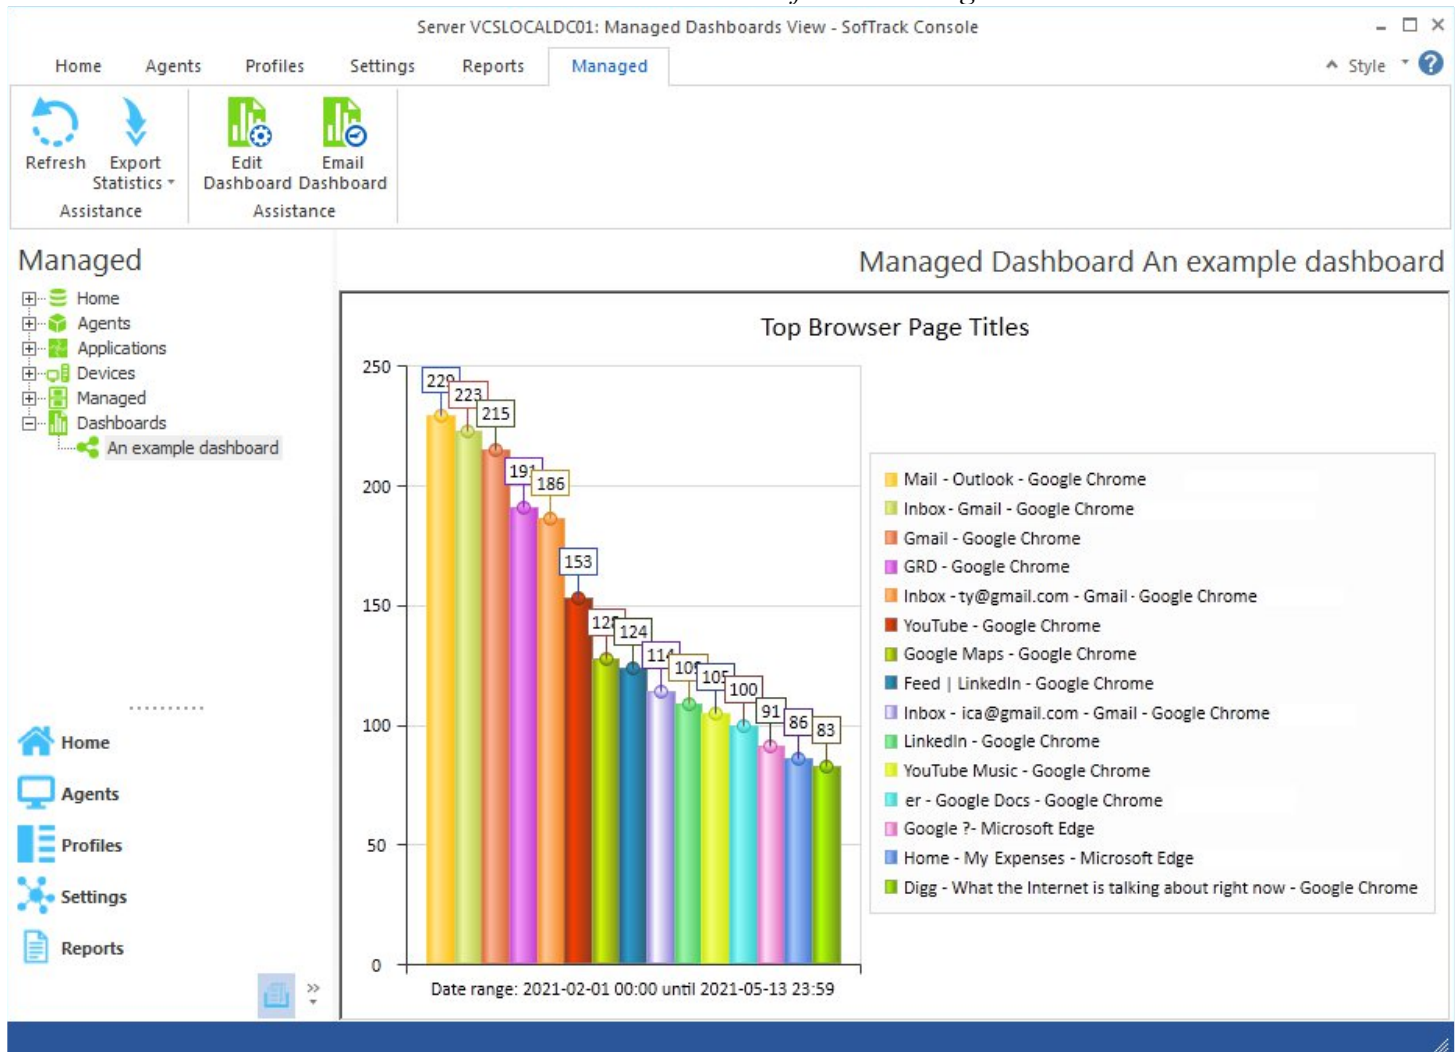 Server VCSLOCALDC01: Managed Dashboards View - SofTrack Console
Home Agents Profiles Settings Reports Managed
Style
Refresh
Export Statistics
Edit Dashboard
Email Dashboard
Assistance
Assistance
Managed
Managed Dashboard An example dashboard
Home
Agents
Applications
Devices
Managed
Dashboards
An example dashboard
Home
Agents
Profiles
Settings
Reports
Top Browser Page Titles
250
200
150
100
50
0
229
223
215
191
186
153
128
124
114
109
105
100
91
86
83
Date range: 2021-02-01 00:00 until 2021-05-13 23:59
Mail - Outlook - Google Chrome
Inbox - Gmail - Google Chrome
Gmail - Google Chrome
GRD - Google Chrome
Inbox - ty@gmail.com - Gmail - Google Chrome
YouTube - Google Chrome
Google Maps - Google Chrome
Feed | LinkedIn - Google Chrome
Inbox - ica@gmail.com - Gmail - Google Chrome
LinkedIn - Google Chrome
YouTube Music - Google Chrome
er - Google Docs - Google Chrome
Google ?- Microsoft Edge
Home - My Expenses - Microsoft Edge
Digg - What the Internet is talking about right now - Google Chrome